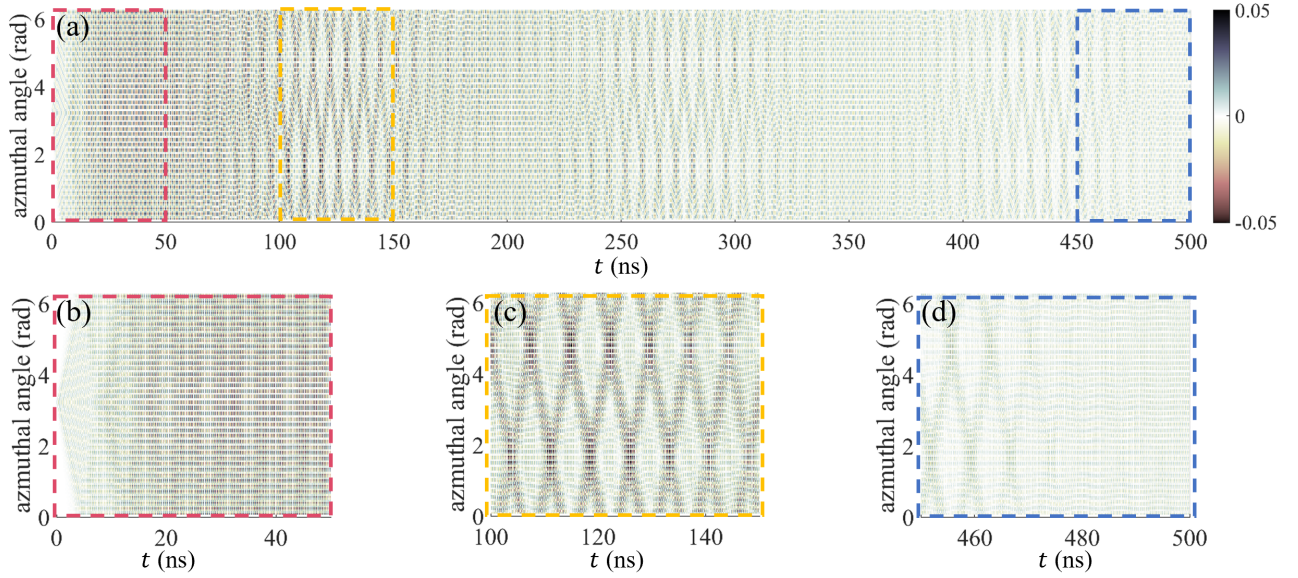 (a)
azimuthal angle (rad)
6
4
2
0
0 50 100 150 200 250 300 350 400 450 500
t (ns)
0.05
0
-0.05
(b)
azmuthal angle (rad)
6
4
2
0
0 20 40
t (ns)
(c)
azmuthal angle (rad)
6
4
2
0
100 120 140
t (ns)
(d)
azmuthal angle (rad)
6
4
2
0
460 480 500
t (ns)